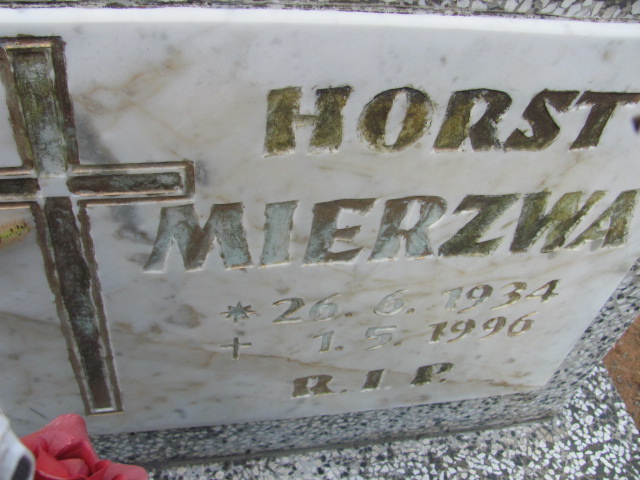 HORST
MIERZWA
* 26. 6. 1934
+ 1. 5. 1996
R.I.P.